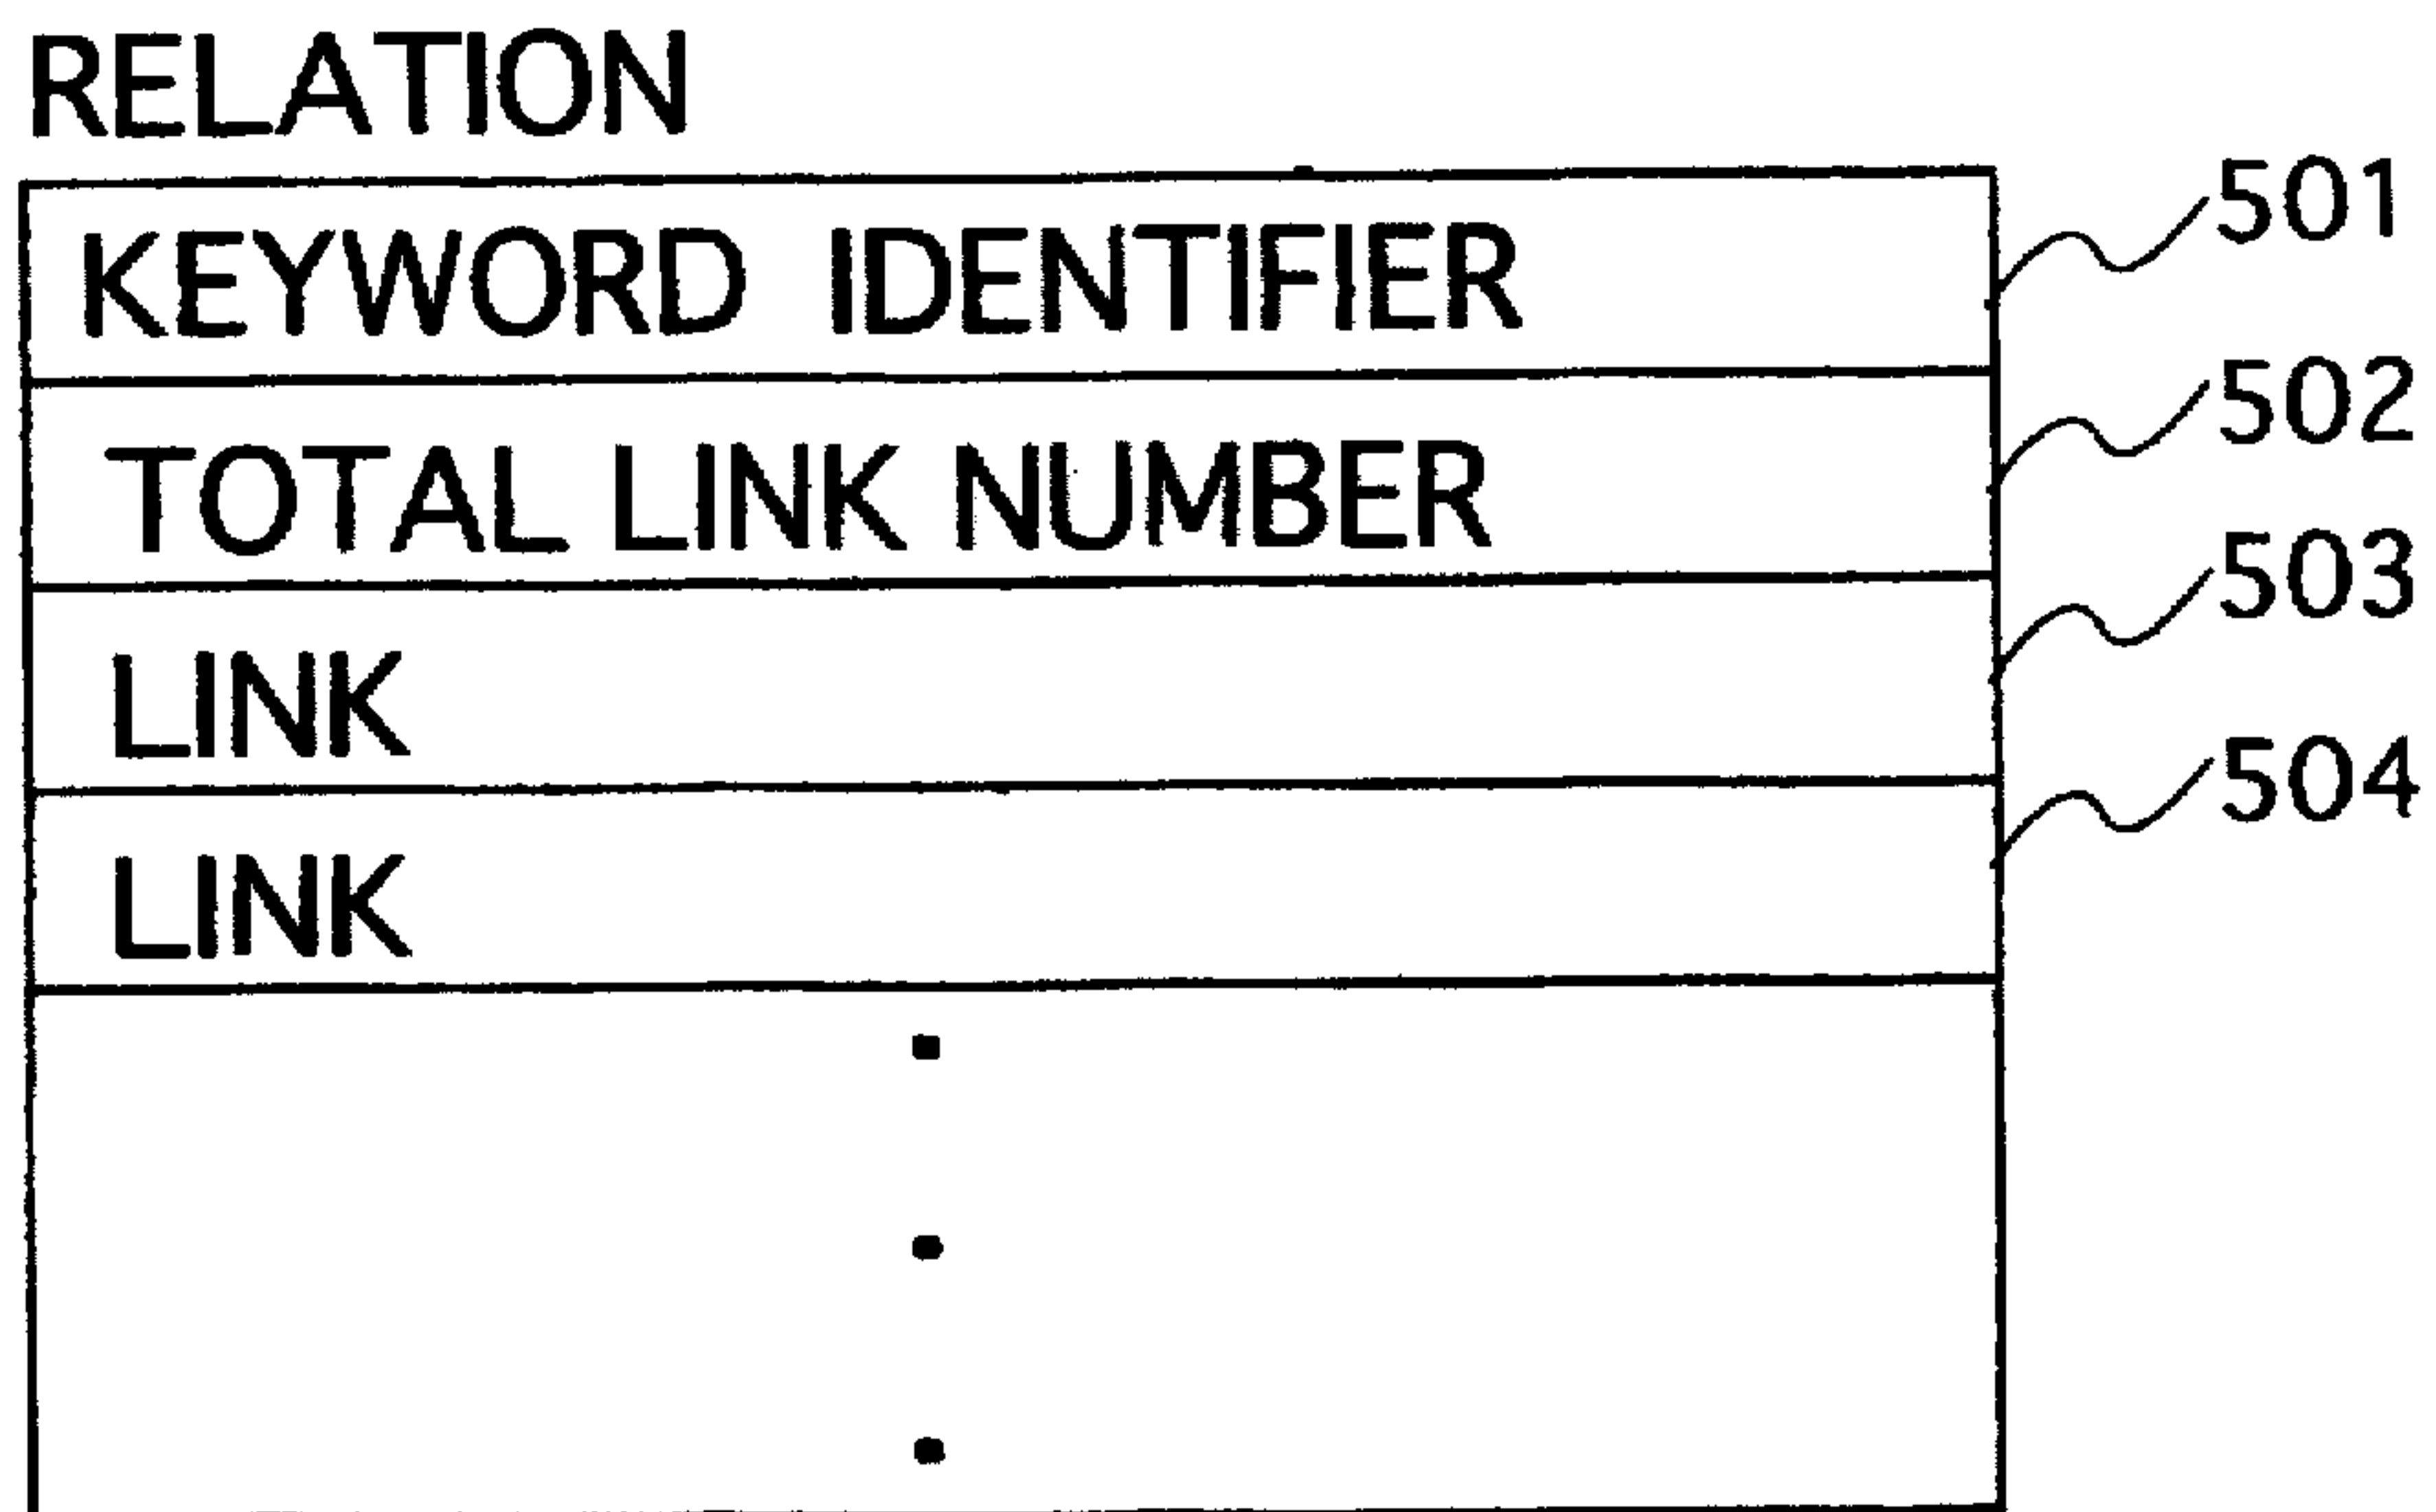 RELATION
KEYWORD IDENTIFIER 501
TOTAL LINK NUMBER 502
LINK 503
LINK 504